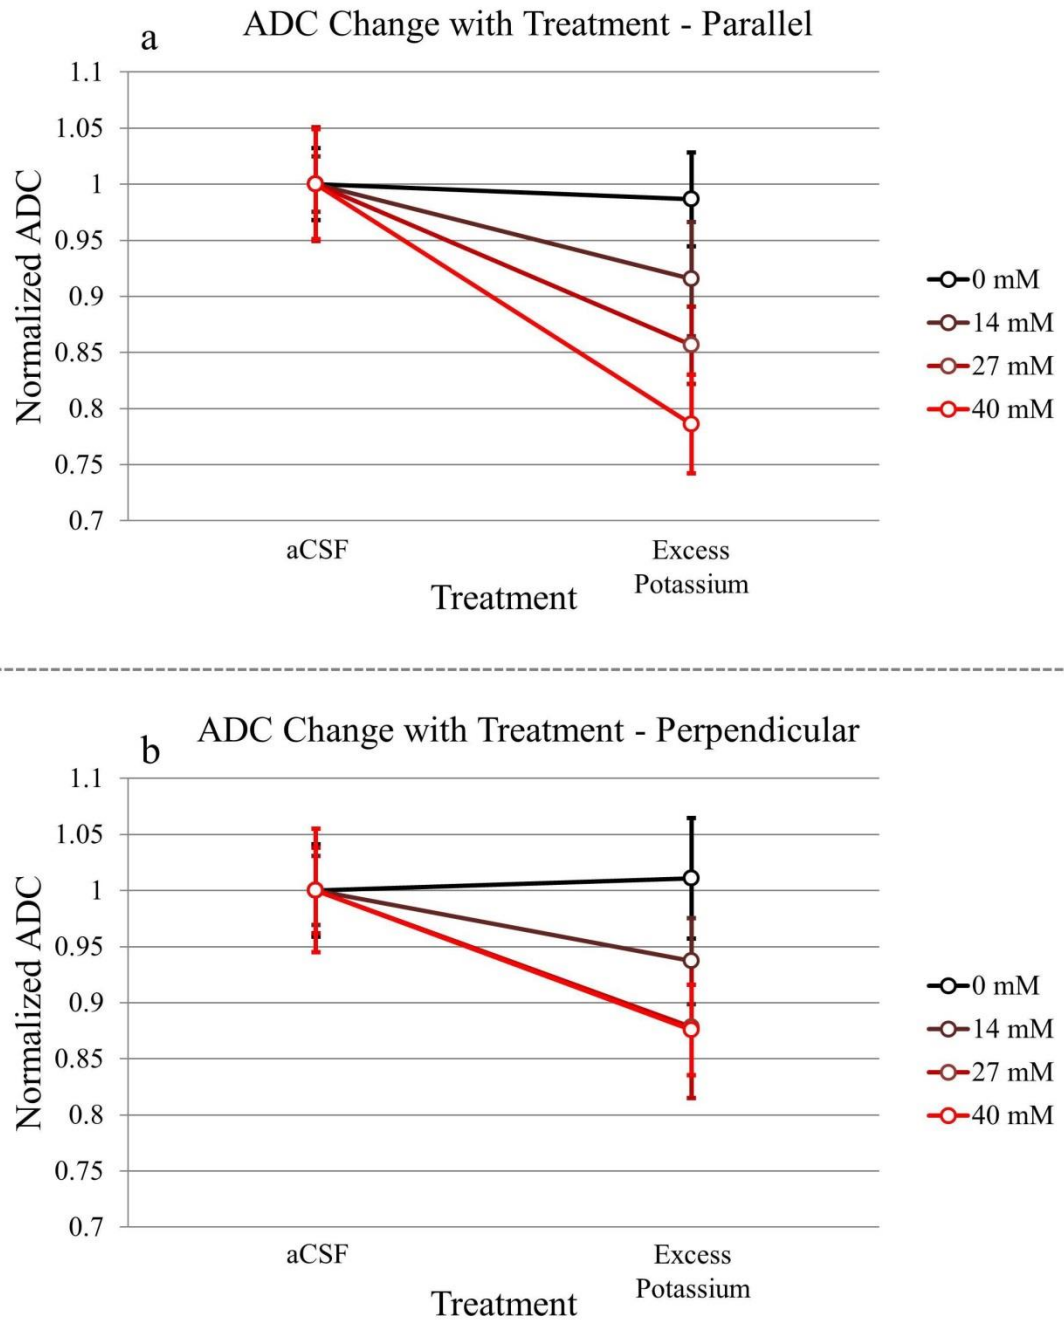 a
ADC Change with Treatment - Parallel
Normalized ADC
1.1
1.05
1
0.95
0.9
0.85
0.8
0.75
0.7
aCSF
Excess
Potassium
Treatment
0 mM
14 mM
27 mM
40 mM
b
ADC Change with Treatment - Perpendicular
Normalized ADC
1.1
1.05
1
0.95
0.9
0.85
0.8
0.75
0.7
aCSF
Excess
Potassium
Treatment
0 mM
14 mM
27 mM
40 mM